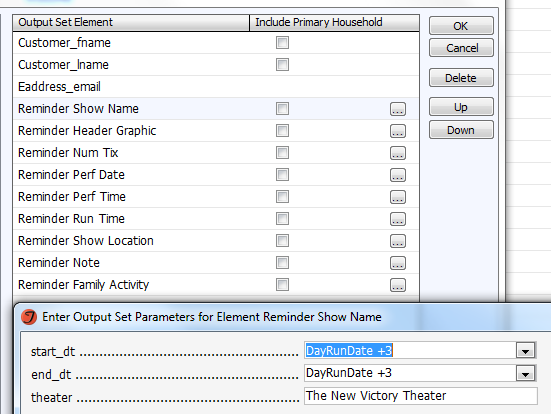 Output Set Element Include Primary Household
OK
Customer_fname
Cancel
Customer_lname
Delete
Eaddress_email
Reminder Show Name ...
Up
Reminder Header Graphic ...
Down
Reminder Num Tix ...
Reminder Perf Date ...
Reminder Perf Time ...
Reminder Run Time ...
Reminder Show Location ...
Reminder Note ...
Reminder Family Activity ...
Enter Output Set Parameters for Element Reminder Show Name
start_dt DayRunDate +3
end_dt DayRunDate +3
theater The New Victory Theater